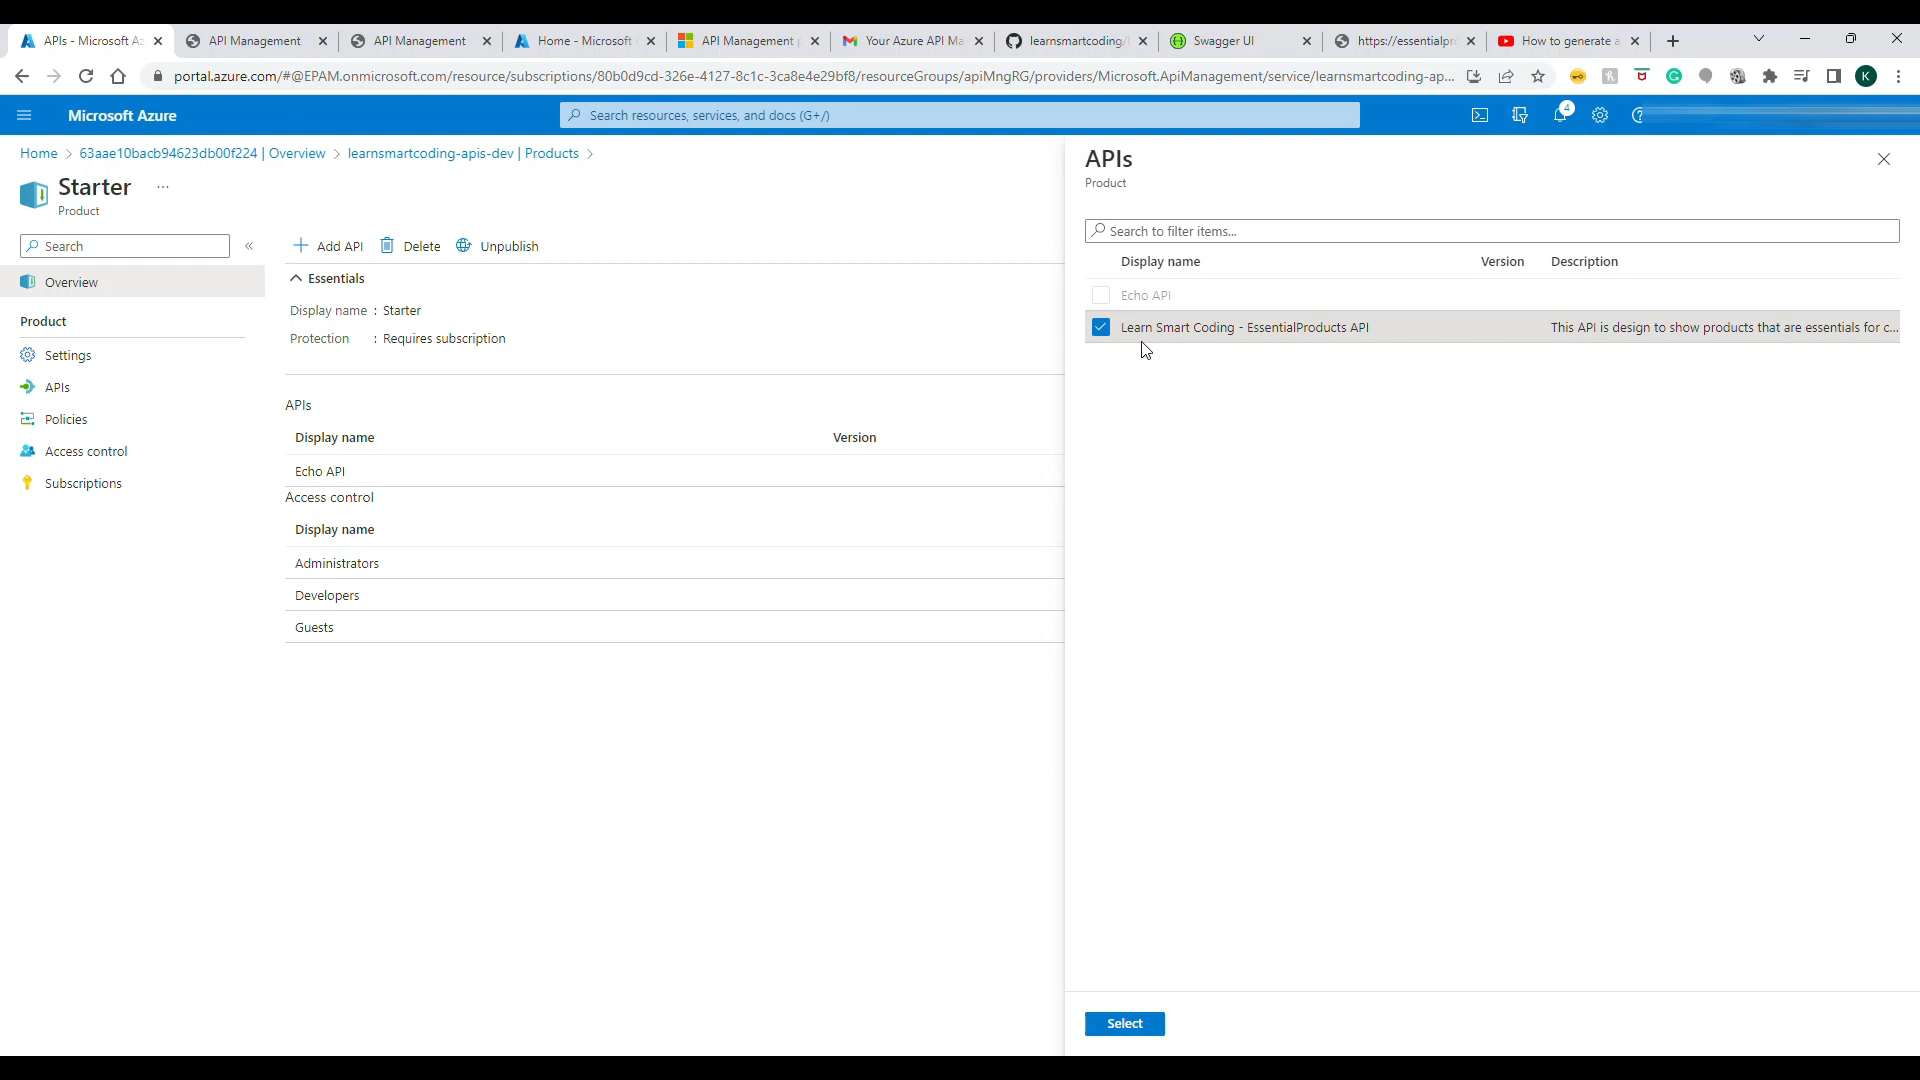 APIs - Microsoft Az
API Management
API Management
Home - Microsoft
API Management p
Your Azure API Ma
learnsmartcoding/
Swagger UI
https://essentialpr
How to generate a
portal.azure.com/#@EPAM.onmicrosoft.com/resource/subscriptions/80b0d9cd-326e-4127-8c1c-3ca8e4e29bf8/resourceGroups/apiMngRG/providers/Microsoft.ApiManagement/service/learnsmartcoding-ap...
K
Microsoft Azure
Search resources, services, and docs (G+/)
4
Home > 63aae10bacb94623db00f224 | Overview > learnsmartcoding-apis-dev | Products >
Starter ...
Product
Search
«
Overview
Product
Settings
APIs
Policies
Access control
Subscriptions
Add API
Delete
Unpublish
Essentials
Display name : Starter
Protection : Requires subscription
APIs
Display name Version
Echo API
Access control
Display name
Administrators
Developers
Guests
APIs
Product
Search to filter items...
Display name Version Description
Echo API
Learn Smart Coding - EssentialProducts API This API is design to show products that are essentials for c...
Select